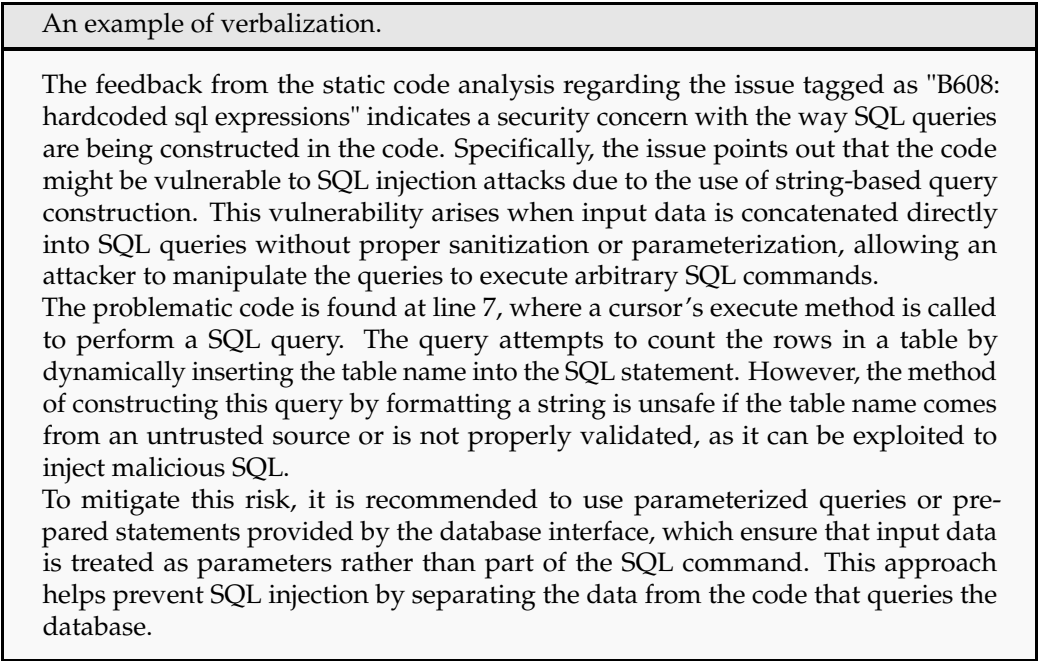 An example of verbalization.
The feedback from the static code analysis regarding the issue tagged as "B608:
hardcoded sql expressions" indicates a security concern with the way SQL queries
are being constructed in the code. Specifically, the issue points out that the code
might be vulnerable to SQL injection attacks due to the use of string-based query
construction. This vulnerability arises when input data is concatenated directly
into SQL queries without proper sanitization or parameterization, allowing an
attacker to manipulate the queries to execute arbitrary SQL commands.
The problematic code is found at line 7, where a cursor's execute method is called
to perform a SQL query. The query attempts to count the rows in a table by
dynamically inserting the table name into the SQL statement. However, the method
of constructing this query by formatting a string is unsafe if the table name comes
from an untrusted source or is not properly validated, as it can be exploited to
inject malicious SQL.
To mitigate this risk, it is recommended to use parameterized queries or pre-
pared statements provided by the database interface, which ensure that input data
is treated as parameters rather than part of the SQL command. This approach
helps prevent SQL injection by separating the data from the code that queries the
database.